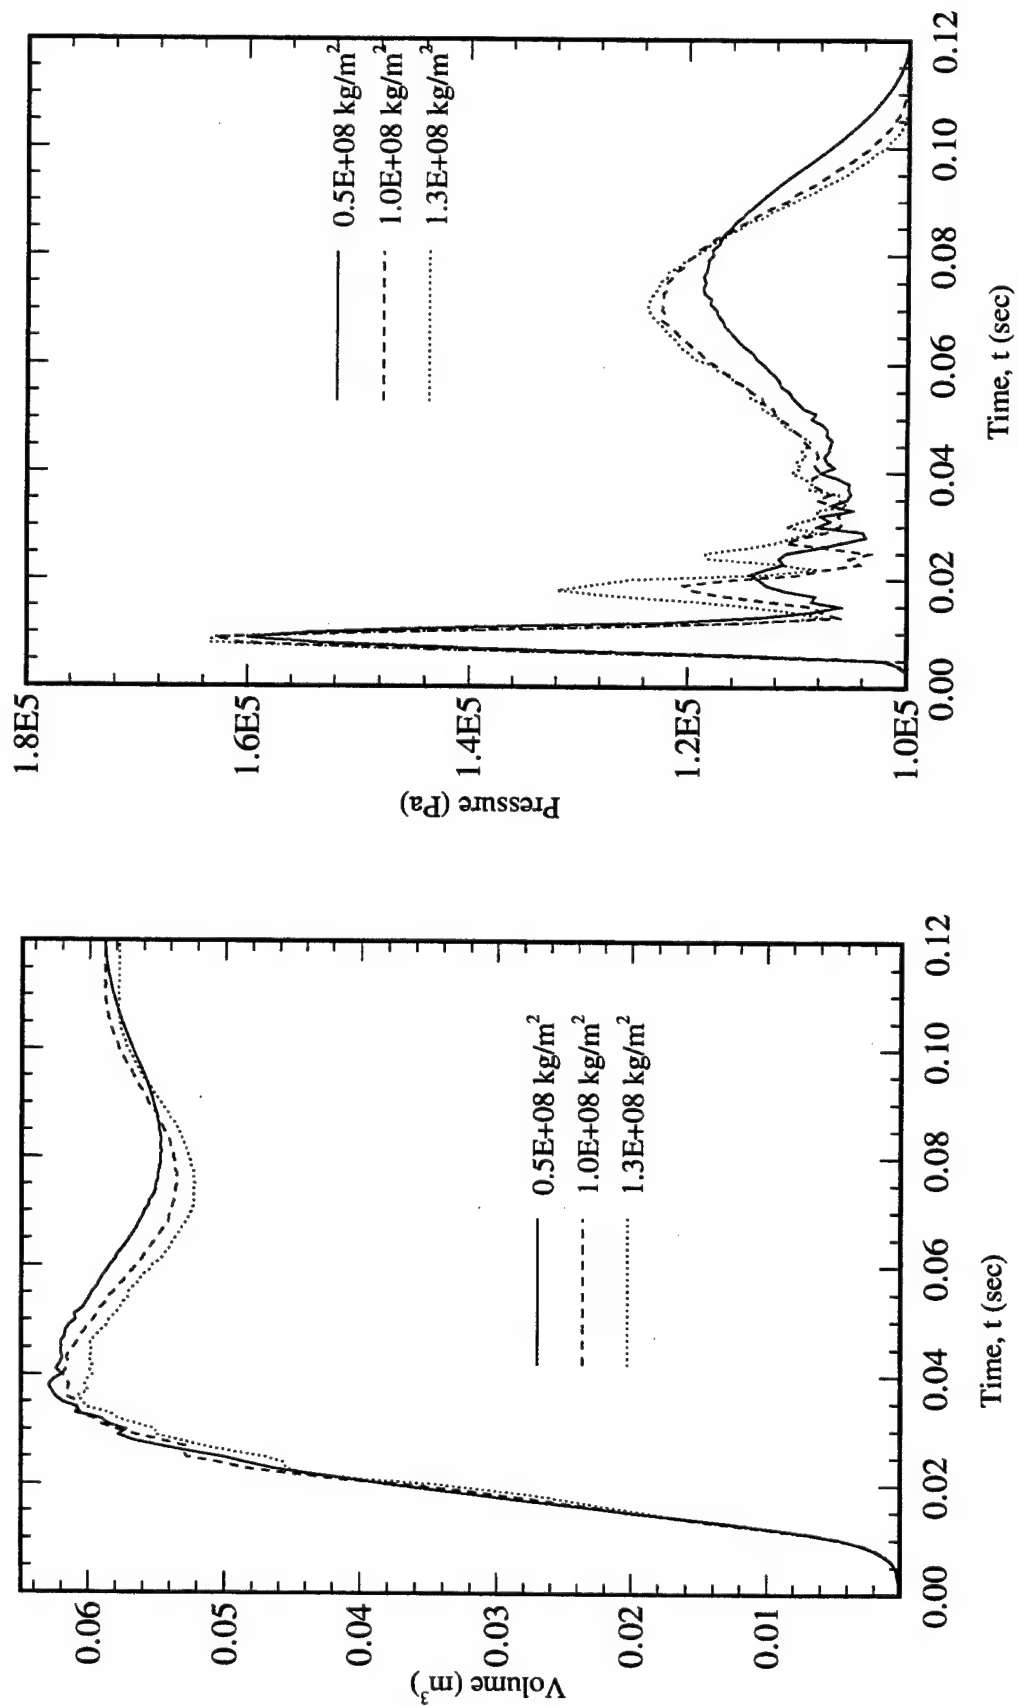 1.8E5
1.6E5
1.4E5
1.2E5
1.0E5
Pressure (Pa)
0.00
0.02
0.04
0.06
0.08
0.10
0.12
Time, t (sec)
0.5E+08 kg/m²
1.0E+08 kg/m²
1.3E+08 kg/m²
0.06
0.05
0.04
0.03
0.02
0.01
Volume (m³)
0.00
0.02
0.04
0.06
0.08
0.10
0.12
Time, t (sec)
0.5E+08 kg/m²
1.0E+08 kg/m²
1.3E+08 kg/m²